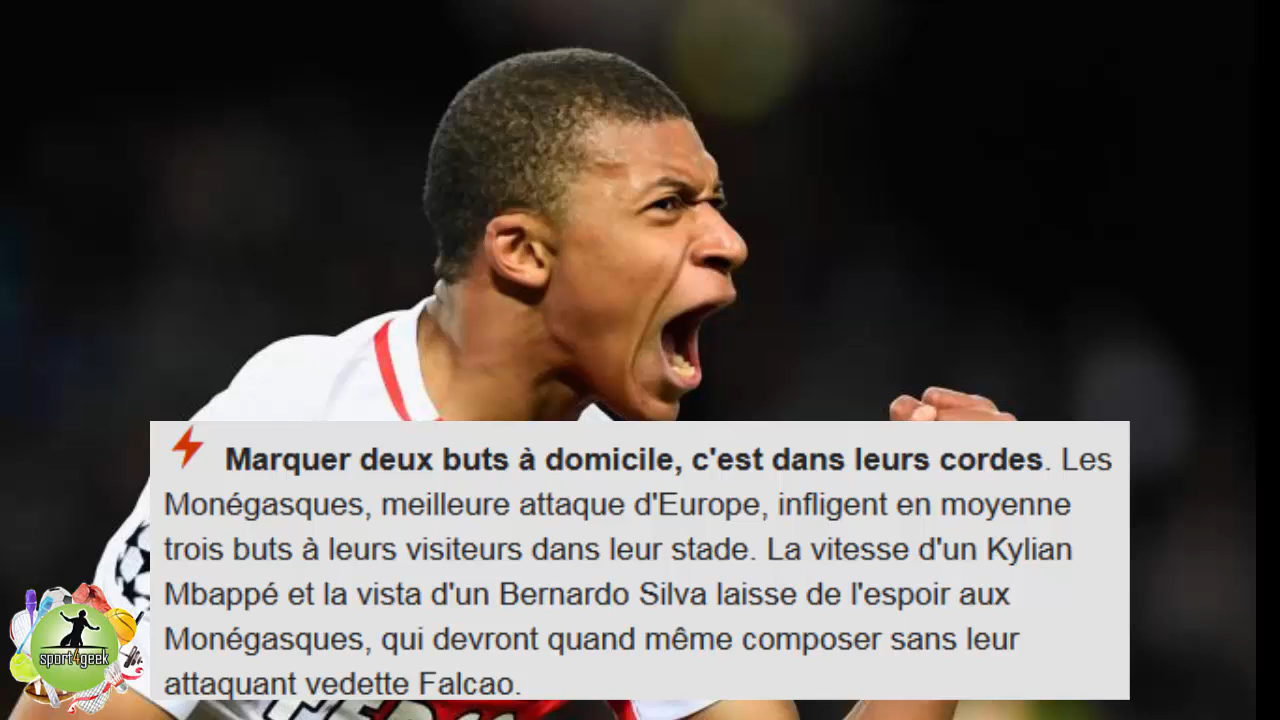 Marquer deux buts à domicile, c'est dans leurs cordes. Les
Monégasques, meilleure attaque d'Europe, infligent en moyenne
trois buts à leurs visiteurs dans leur stade. La vitesse d'un Kylian
Mbappé et la vista d'un Bernardo Silva laisse de l'espoir aux
Monégasques, qui devront quand même composer sans leur
attaquant vedette Falcao.
sport4geek